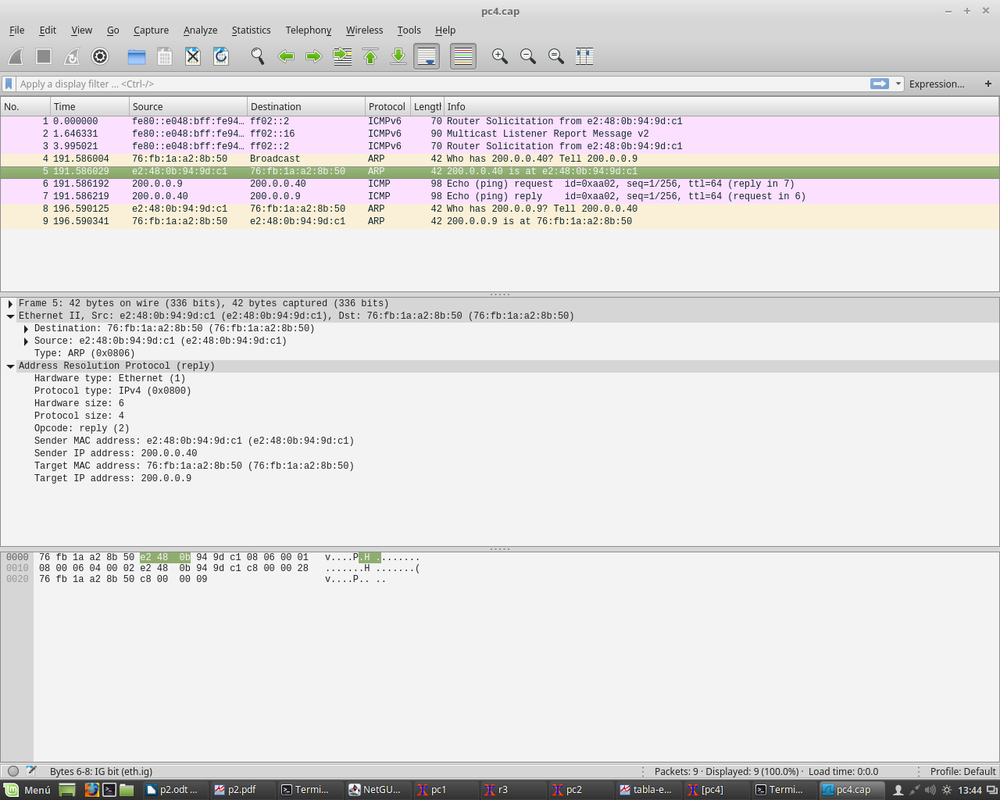 pc4.cap
File Edit View Go Capture Analyze Statistics Telephony Wireless Tools Help
Apply a display filter ... <Ctrl-/> Expression... +
No. Time Source Destination Protocol Length Info
1 0.000000 fe80::e048:bff:fe94… ff02::2 ICMPv6 70 Router Solicitation from e2:48:0b:94:9d:c1
2 1.646331 fe80::e048:bff:fe94… ff02::16 ICMPv6 90 Multicast Listener Report Message v2
3 3.995021 fe80::e048:bff:fe94… ff02::2 ICMPv6 70 Router Solicitation from e2:48:0b:94:9d:c1
4 191.586004 76:fb:1a:a2:8b:50 Broadcast ARP 42 Who has 200.0.0.40? Tell 200.0.0.9
5 191.586029 e2:48:0b:94:9d:c1 76:fb:1a:a2:8b:50 ARP 42 200.0.0.40 is at e2:48:0b:94:9d:c1
6 191.586192 200.0.0.9 200.0.0.40 ICMP 98 Echo (ping) request id=0xaa02, seq=1/256, ttl=64 (reply in 7)
7 191.586219 200.0.0.40 200.0.0.9 ICMP 98 Echo (ping) reply id=0xaa02, seq=1/256, ttl=64 (request in 6)
8 196.590125 e2:48:0b:94:9d:c1 76:fb:1a:a2:8b:50 ARP 42 Who has 200.0.0.9? Tell 200.0.0.40
9 196.590341 76:fb:1a:a2:8b:50 e2:48:0b:94:9d:c1 ARP 42 200.0.0.9 is at 76:fb:1a:a2:8b:50
Frame 5: 42 bytes on wire (336 bits), 42 bytes captured (336 bits)
Ethernet II, Src: e2:48:0b:94:9d:c1 (e2:48:0b:94:9d:c1), Dst: 76:fb:1a:a2:8b:50 (76:fb:1a:a2:8b:50)
Destination: 76:fb:1a:a2:8b:50 (76:fb:1a:a2:8b:50)
Source: e2:48:0b:94:9d:c1 (e2:48:0b:94:9d:c1)
Type: ARP (0x0806)
Address Resolution Protocol (reply)
Hardware type: Ethernet (1)
Protocol type: IPv4 (0x0800)
Hardware size: 6
Protocol size: 4
Opcode: reply (2)
Sender MAC address: e2:48:0b:94:9d:c1 (e2:48:0b:94:9d:c1)
Sender IP address: 200.0.0.40
Target MAC address: 76:fb:1a:a2:8b:50 (76:fb:1a:a2:8b:50)
Target IP address: 200.0.0.9
0000 76 fb 1a a2 8b 50 e2 48 0b 94 9d c1 08 06 00 01 v....P.H ........
0010 08 00 06 04 00 02 e2 48 0b 94 9d c1 c8 00 00 28 .......H .......(
0020 76 fb 1a a2 8b 50 c8 00 00 09 v....P.. ..
Bytes 6-8: IG bit (eth.ig) Packets: 9 · Displayed: 9 (100.0%) · Load time: 0:0.0 Profile: Default
Menú p2.odt ... p2.pdf Termi... NetGU... pc1 r3 pc2 tabla-e... [pc4] Termi... pc4.cap 13:44